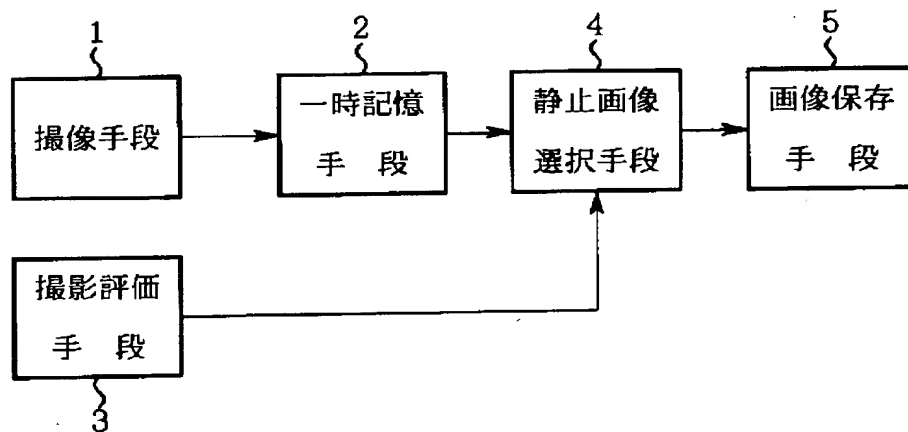 1
撮像手段
2
一時記憶
手 段
4
静止画像
選択手段
5
画像保存
手 段
撮影評価
手 段
3